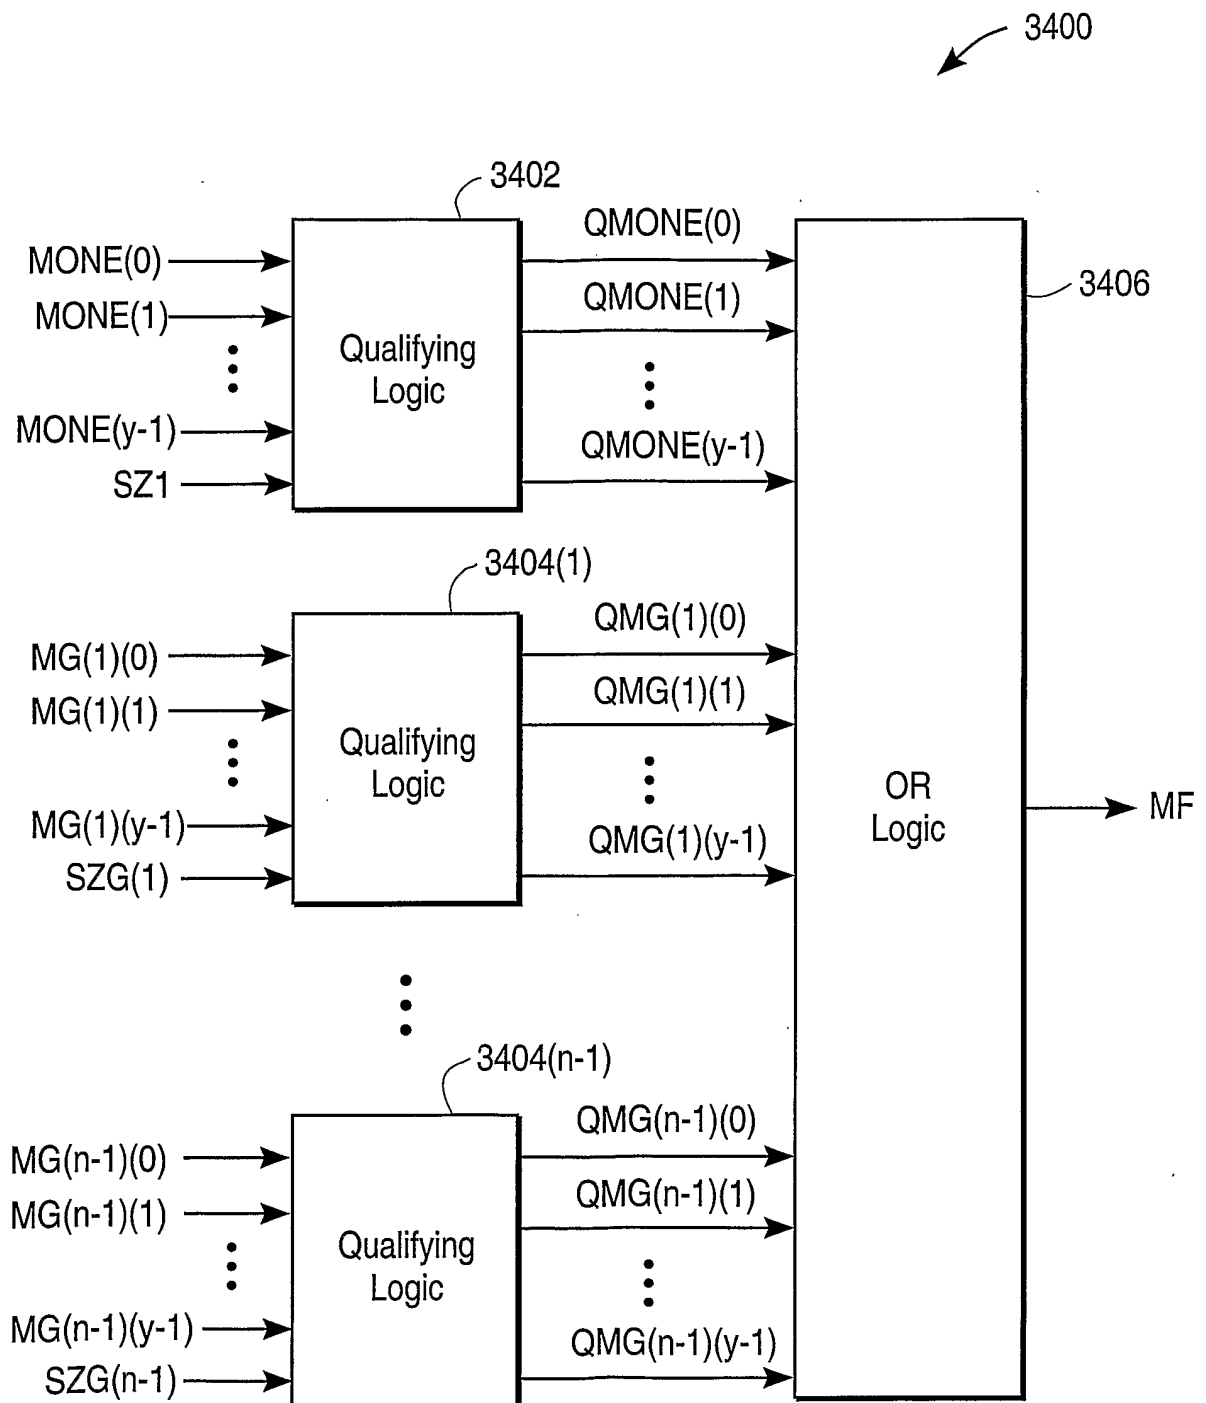 3400
3402
MONE(0)
MONE(1)
MONE(y-1)
SZ1
Qualifying
Logic
QMONE(0)
QMONE(1)
QMONE(y-1)
3406
3404(1)
MG(1)(0)
MG(1)(1)
MG(1)(y-1)
SZG(1)
Qualifying
Logic
QMG(1)(0)
QMG(1)(1)
QMG(1)(y-1)
OR
Logic
MF
3404(n-1)
MG(n-1)(0)
MG(n-1)(1)
MG(n-1)(y-1)
SZG(n-1)
Qualifying
Logic
QMG(n-1)(0)
QMG(n-1)(1)
QMG(n-1)(y-1)